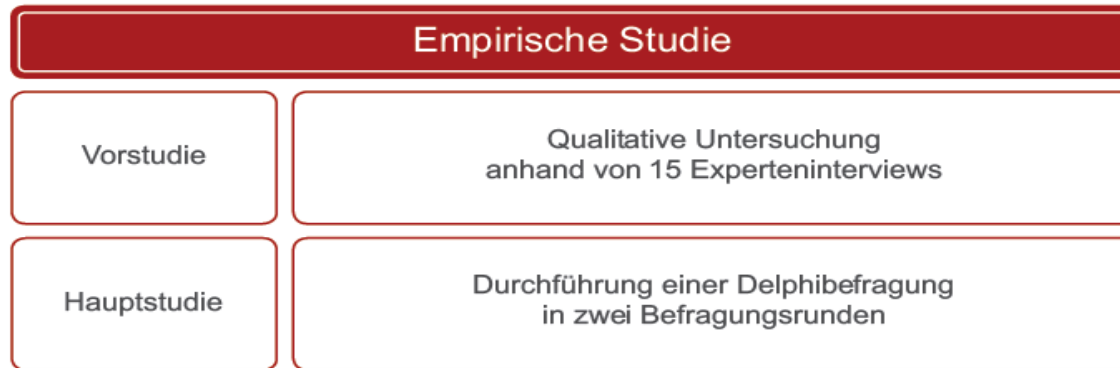 Empirische Studie
Vorstudie
Qualitative Untersuchung
anhand von 15 Experteninterviews
Hauptstudie
Durchführung einer Delphibefragung
in zwei Befragungsrunden